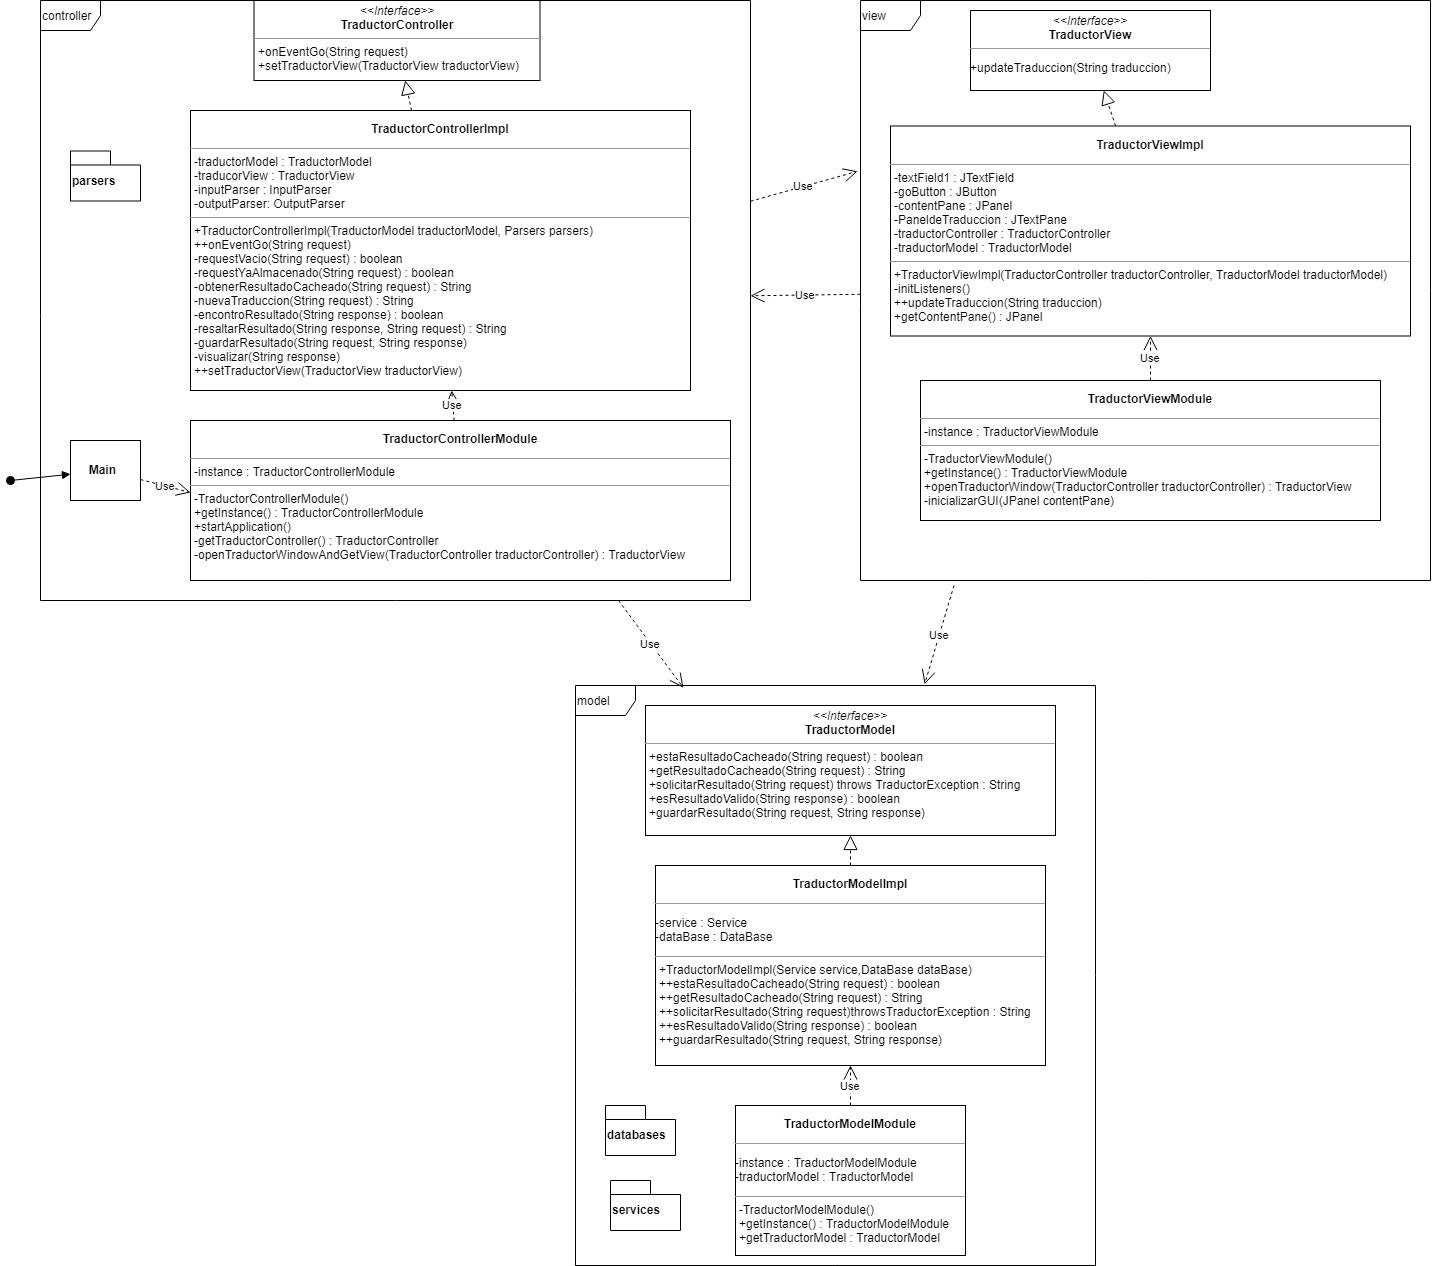 controller
<<Interface>>
TraductorController
+onEventGo(String request)
+setTraductorView(TraductorView traductorView)
parsers
TraductorControllerImpl
-traductorModel : TraductorModel
-traducorView : TraductorView
-inputParser : InputParser
-outputParser: OutputParser
+TraductorControllerImpl(TraductorModel traductorModel, Parsers parsers)
++onEventGo(String request)
-requestVacio(String request) : boolean
-requestYaAlmacenado(String request) : boolean
-obtenerResultadoCacheado(String request) : String
-nuevaTraduccion(String request) : String
-encontroResultado(String response) : boolean
-resaltarResultado(String response, String request) : String
-guardarResultado(String request, String response)
-visualizar(String response)
++setTraductorView(TraductorView traductorView)
Use
Main
Use
TraductorControllerModule
-instance : TraductorControllerModule
-TraductorControllerModule()
+getInstance() : TraductorControllerModule
+startApplication()
-getTraductorController() : TraductorController
-openTraductorWindowAndGetView(TraductorController traductorController) : TraductorView
Use
Use
view
<<Interface>>
TraductorView
+updateTraduccion(String traduccion)
TraductorViewImpl
-textField1 : JTextField
-goButton : JButton
-contentPane : JPanel
-PaneldeTraduccion : JTextPane
-traductorController : TraductorController
-traductorModel : TraductorModel
+TraductorViewImpl(TraductorController traductorController, TraductorModel traductorModel)
-initListeners()
++updateTraduccion(String traduccion)
+getContentPane() : JPanel
Use
TraductorViewModule
-instance : TraductorViewModule
-TraductorViewModule()
+getInstance() : TraductorViewModule
+openTraductorWindow(TraductorController traductorController) : TraductorView
-inicializarGUI(JPanel contentPane)
Use
Use
model
<<Interface>>
TraductorModel
+estaResultadoCacheado(String request) : boolean
+getResultadoCacheado(String request) : String
+solicitarResultado(String request) throws TraductorException : String
+esResultadoValido(String response) : boolean
+guardarResultado(String request, String response)
TraductorModelImpl
-service : Service
-dataBase : DataBase
+TraductorModelImpl(Service service,DataBase dataBase)
++estaResultadoCacheado(String request) : boolean
++getResultadoCacheado(String request) : String
++solicitarResultado(String request)throwsTraductorException : String
++esResultadoValido(String response) : boolean
++guardarResultado(String request, String response)
Use
databases
services
TraductorModelModule
-instance : TraductorModelModule
-traductorModel : TraductorModel
-TraductorModelModule()
+getInstance() : TraductorModelModule
+getTraductorModel : TraductorModel